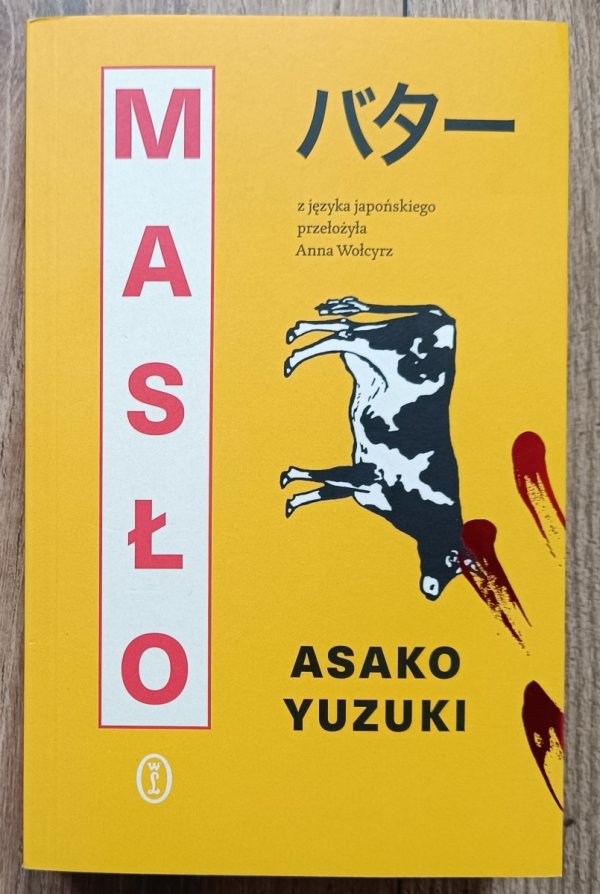 MASŁO
バター
z języka japońskiego
przełożyła
Anna Wołcyrz
ASAKO
YUZUKI
W
Ł